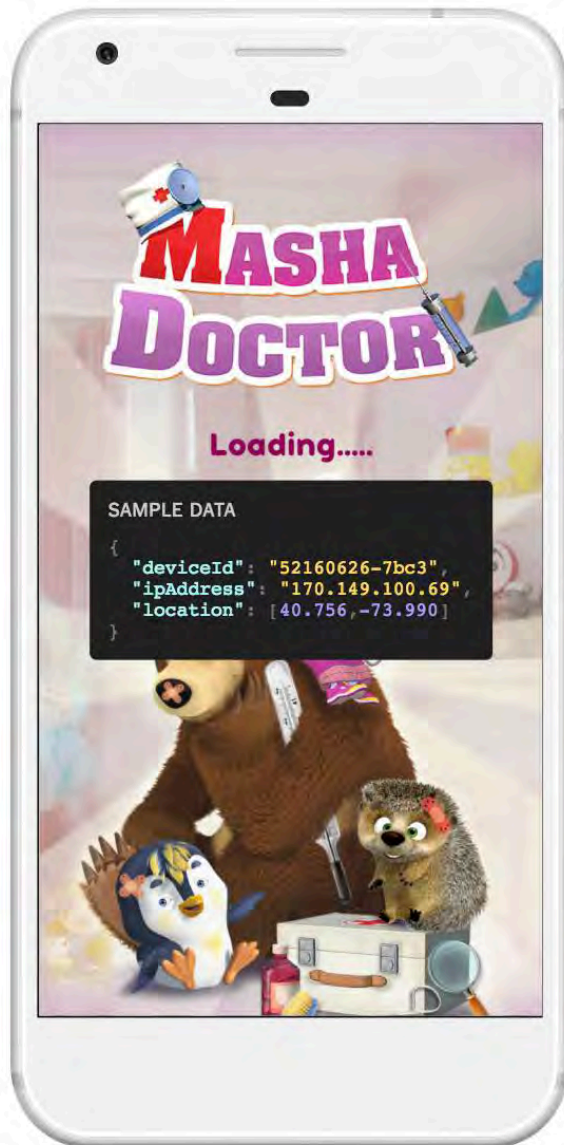 MASHA
DOCTOR
Loading.....
SAMPLE DATA
{
"deviceId": "52160626-7bc3",
"ipAddress": "170.149.100.69",
"location": [40.756,-73.990]
}